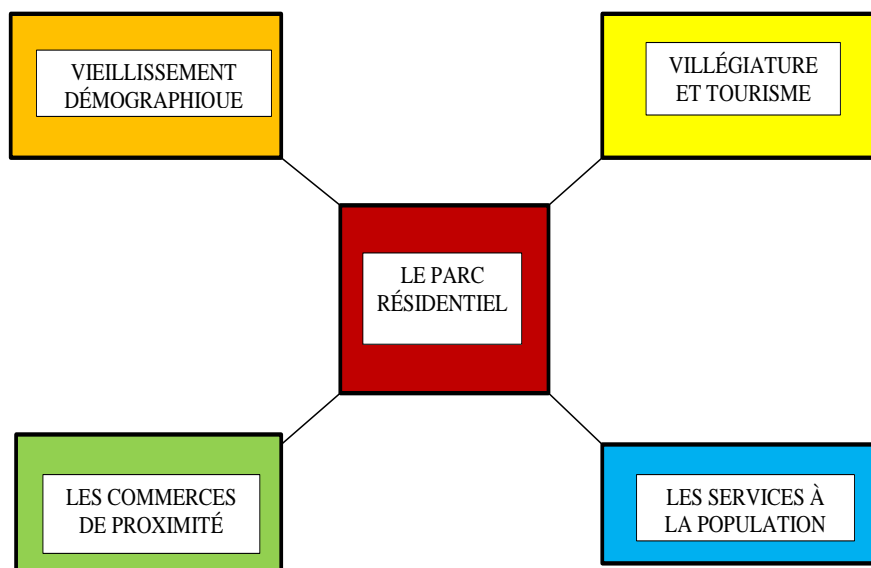 VIEILLISSEMENT
DÉMOGRAPHIOUE
VILLÉGIATURE
ET TOURISME
LE PARC
RÉSIDENTIEL
LES COMMERCES
DE PROXIMITÉ
LES SERVICES À
LA POPULATION